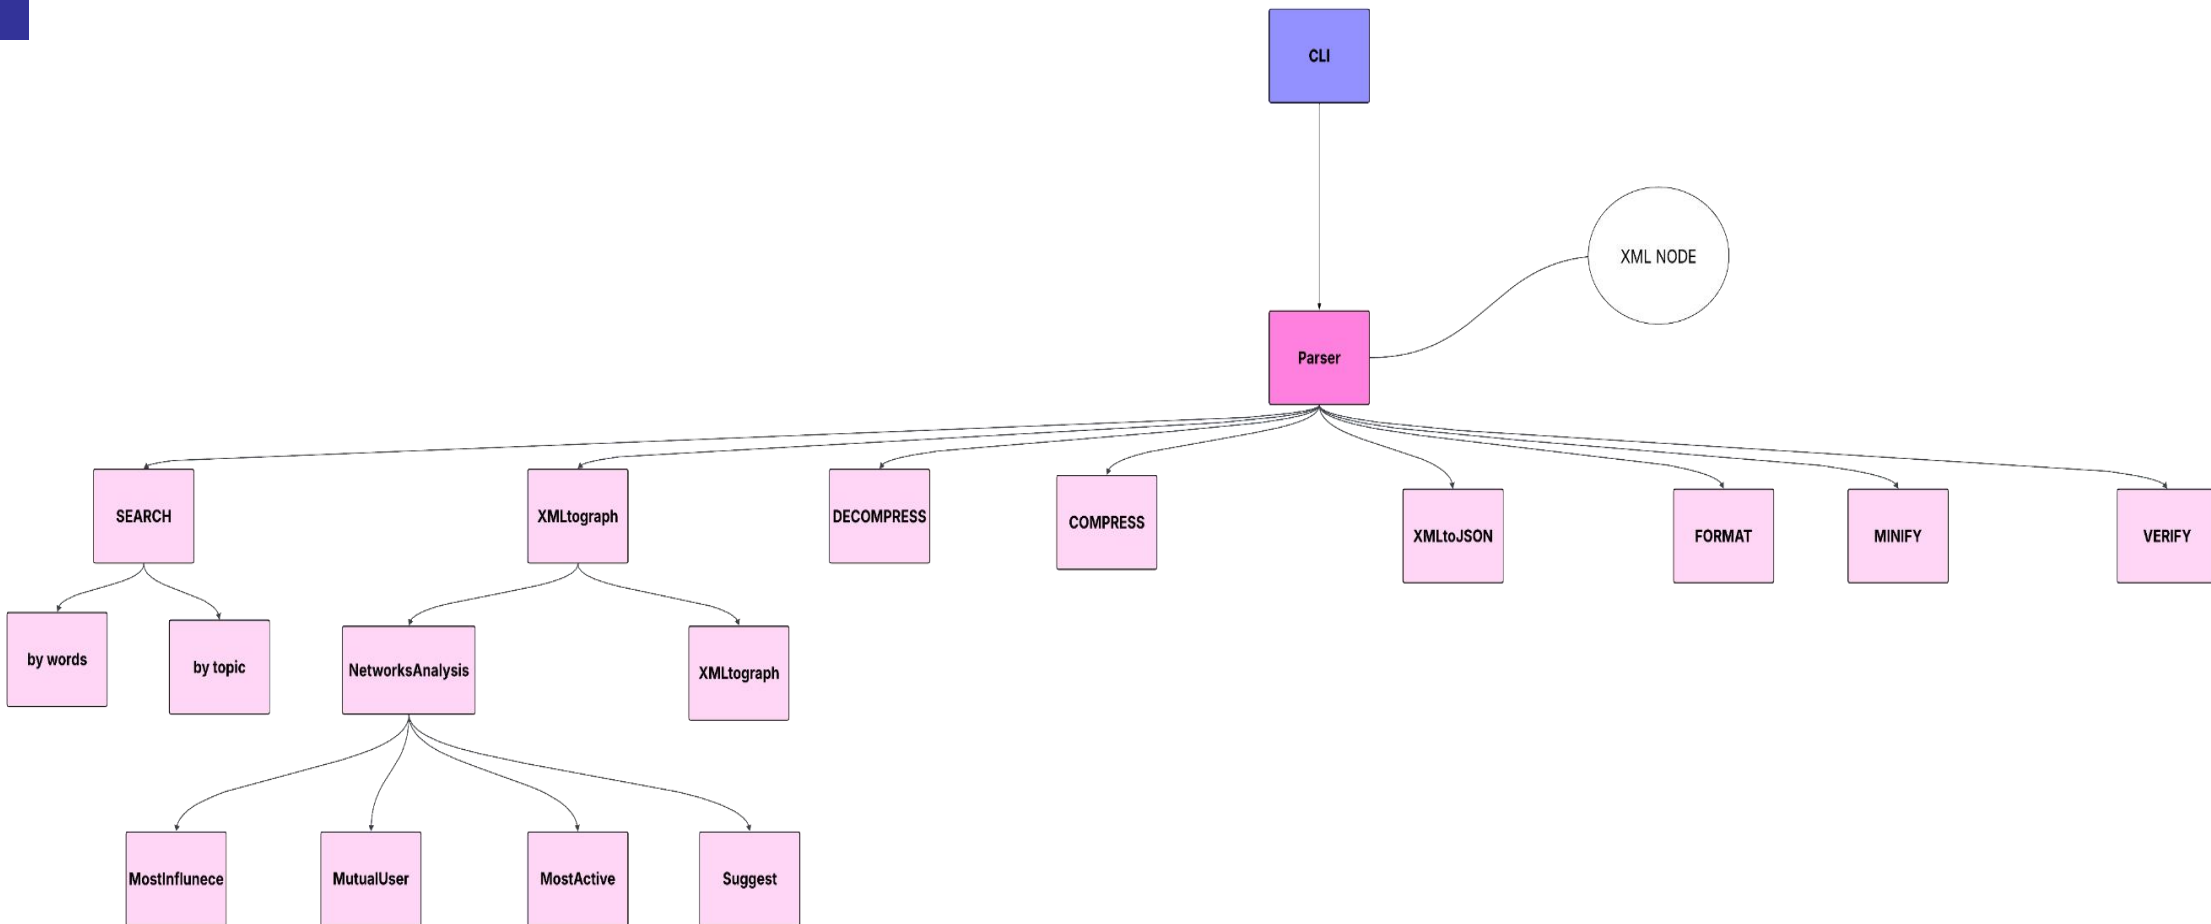 CLI
XML NODE
Parser
SEARCH
XMLtograph
DECOMPRESS
COMPRESS
XMLtoJSON
FORMAT
MINIFY
VERIFY
by words
by topic
NetworksAnalysis
XMLtograph
MostInflunece
MutualUser
MostActive
Suggest